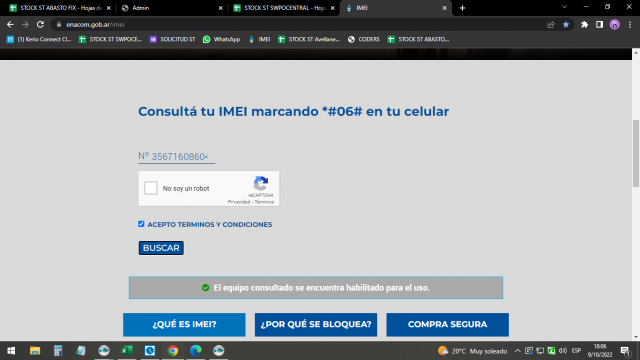 STOCK ST ABASTO FIX - Hojas de
Admin
STOCK ST SWPOCENTRAL - Hoja
IMEI
enacom.gob.ar/imei
(1) Kerio Connect Cl...
STOCK ST SWPOCE...
SOLICITUD ST
WhatsApp
IMEI
STOCK ST Avellane...
CODERS
STOCK ST ABASTO...
Consultá tu IMEI marcando *#06# en tu celular
Nº 3567160860
No soy un robot
reCAPTCHA
Privacidad - Términos
ACEPTO TERMINOS Y CONDICIONES
BUSCAR
El equipo consultado se encuentra habilitado para el uso.
¿QUÉ ES IMEI?
¿POR QUÉ SE BLOQUEA?
COMPRA SEGURA
20°C Muy soleado
ESP
18:06
9/10/2022